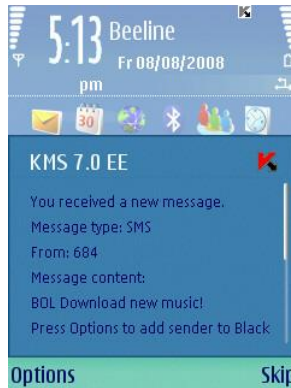 5:13 Beeline
Fr 08/08/2008
pm
30
KMS 7.0 EE
You received a new message.
Message type: SMS
From: 684
Message content:
BOL Download new music!
Press Options to add sender to Black
Options Skip